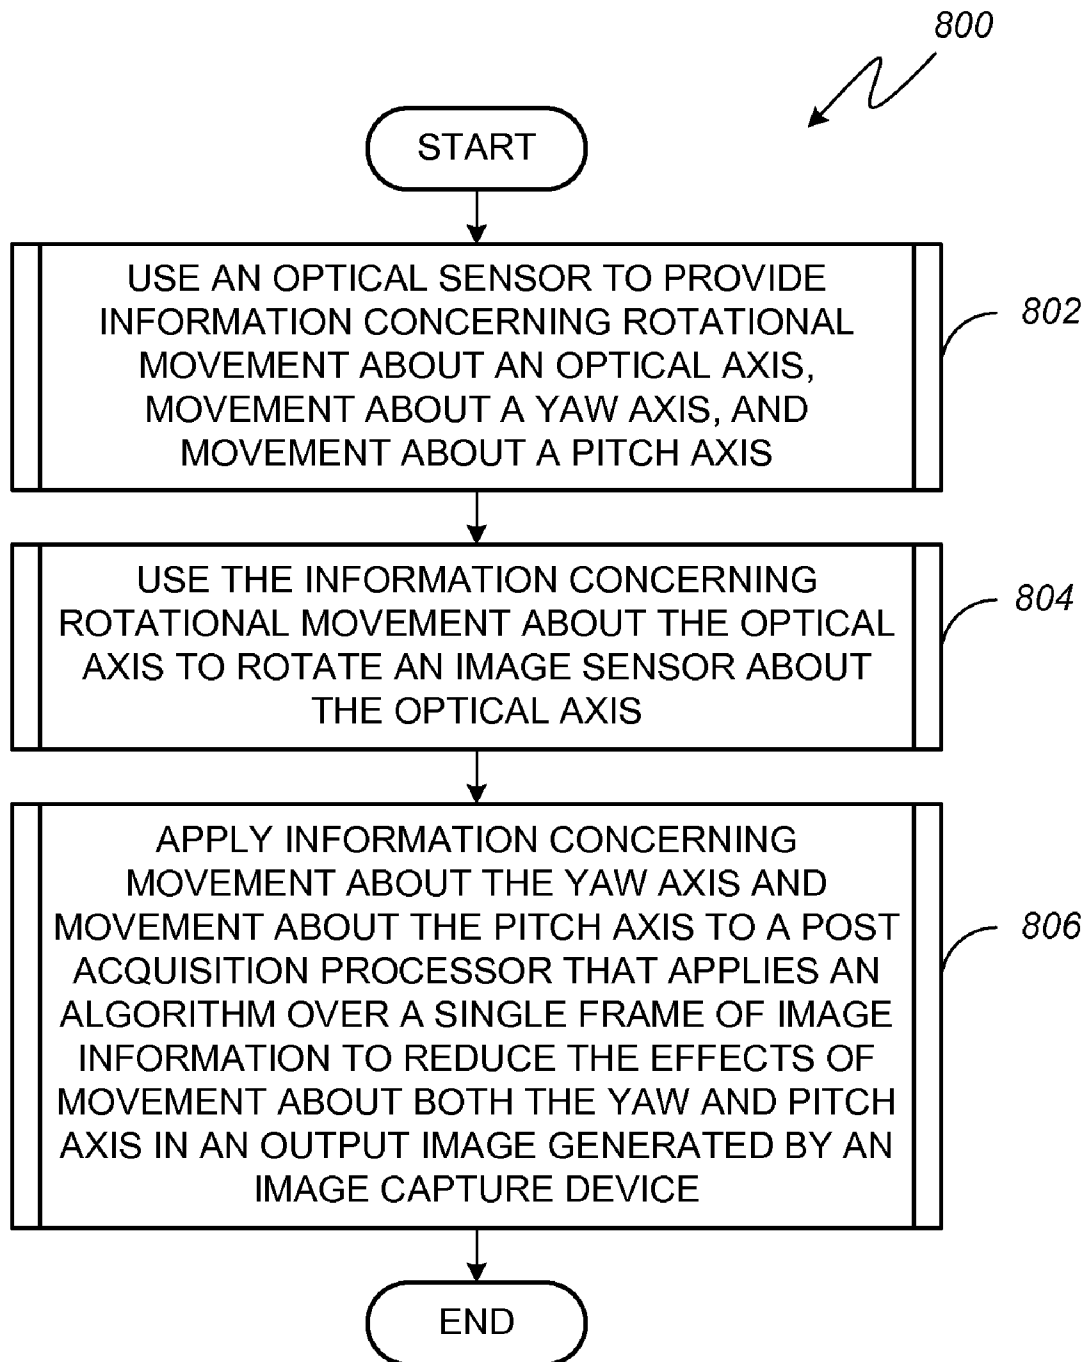 800
START
USE AN OPTICAL SENSOR TO PROVIDE
INFORMATION CONCERNING ROTATIONAL
MOVEMENT ABOUT AN OPTICAL AXIS,
MOVEMENT ABOUT A YAW AXIS, AND
MOVEMENT ABOUT A PITCH AXIS
802
USE THE INFORMATION CONCERNING
ROTATIONAL MOVEMENT ABOUT THE OPTICAL
AXIS TO ROTATE AN IMAGE SENSOR ABOUT
THE OPTICAL AXIS
804
APPLY INFORMATION CONCERNING
MOVEMENT ABOUT THE YAW AXIS AND
MOVEMENT ABOUT THE PITCH AXIS TO A POST
ACQUISITION PROCESSOR THAT APPLIES AN
ALGORITHM OVER A SINGLE FRAME OF IMAGE
INFORMATION TO REDUCE THE EFFECTS OF
MOVEMENT ABOUT BOTH THE YAW AND PITCH
AXIS IN AN OUTPUT IMAGE GENERATED BY AN
IMAGE CAPTURE DEVICE
806
END